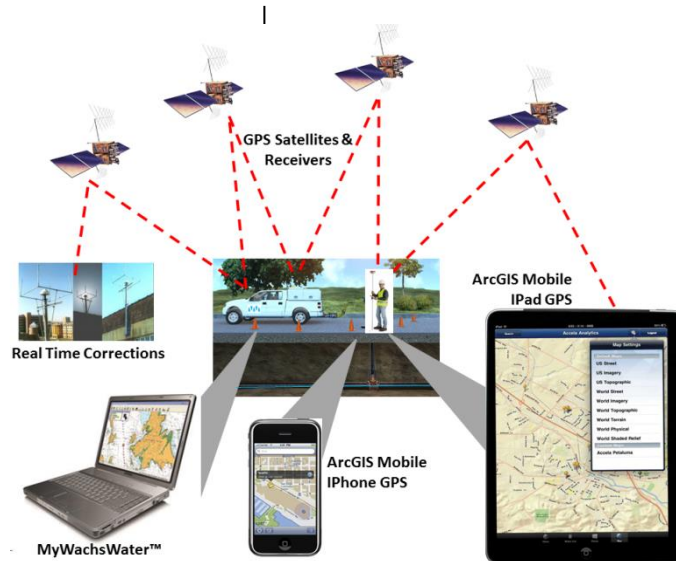 GPS Satellites &
Receivers
ArcGIS Mobile
IPad GPS
Real Time Corrections
Accela Analytics
Map Settings
US Street
US Imagery
US Topographic
World Street
World Imagery
World Topographic
World Terrain
World Physical
World Shaded Relief
Accela Petaluma
ArcGIS Mobile
IPhone GPS
MyWachsWater™